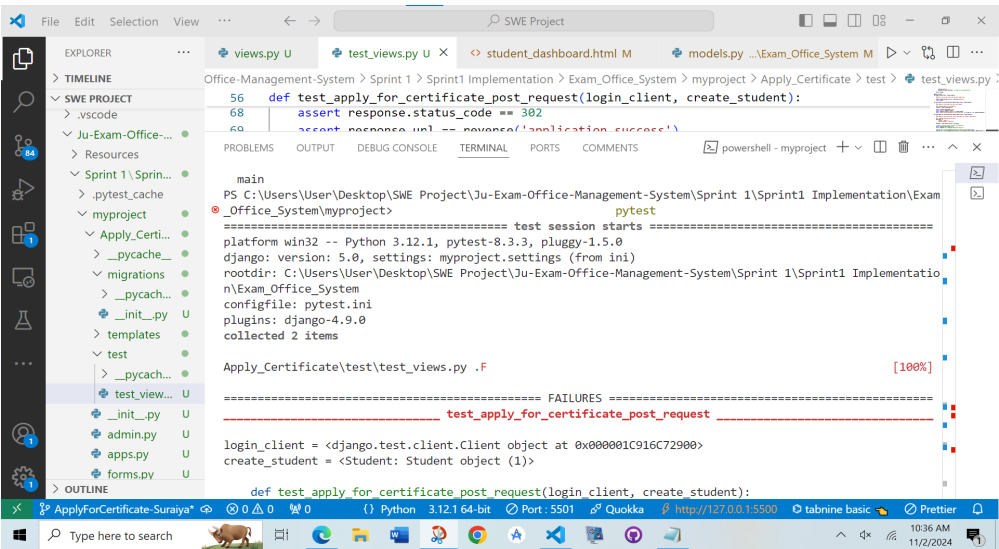 File Edit Selection View ··· SWE Project
EXPLORER ···
views.py U test_views.py U student_dashboard.html M models.py ...\Exam_Office_System M
TIMELINE
Office-Management-System > Sprint 1 > Sprint1 Implementation > Exam_Office_System > myproject > Apply_Certificate > test > test_views.py >
SWE PROJECT
56 def test_apply_for_certificate_post_request(login_client, create_student):
.vscode
68 assert response.status_code == 302
69 assert response.url == reverse('application_success')
Ju-Exam-Office-...
Resources
Sprint 1 \ Sprin...
.pytest_cache
myproject
Apply_Certi...
__pycache__
migrations
__pycach...
__init__.py U
templates
test
__pycach...
test_view... U
__init__.py U
admin.py U
apps.py U
forms.py U
OUTLINE
84
1
1
1
PROBLEMS OUTPUT DEBUG CONSOLE TERMINAL PORTS COMMENTS powershell - myproject
main
PS C:\Users\User\Desktop\SWE Project\Ju-Exam-Office-Management-System\Sprint 1\Sprint1 Implementation\Exam
_Office_System\myproject> pytest
======================================= test session starts =======================================
platform win32 -- Python 3.12.1, pytest-8.3.3, pluggy-1.5.0
django: version: 5.0, settings: myproject.settings (from ini)
rootdir: C:\Users\User\Desktop\SWE Project\Ju-Exam-Office-Management-System\Sprint 1\Sprint1 Implementatio
n\Exam_Office_System
configfile: pytest.ini
plugins: django-4.9.0
collected 2 items
Apply_Certificate\test\test_views.py .F [100%]
============================================ FAILURES ============================================
______________________________ test_apply_for_certificate_post_request ______________________________
login_client = <django.test.client.Client object at 0x000001C916C72900>
create_student = <Student: Student object (1)>
def test_apply_for_certificate_post_request(login_client, create_student):
ApplyForCertificate-Suraiya* 0 0 0 {} Python 3.12.1 64-bit Port : 5501 Quokka http://127.0.0.1:5500 tabnine basic Prettier
Type here to search
10:36 AM
11/2/2024
1